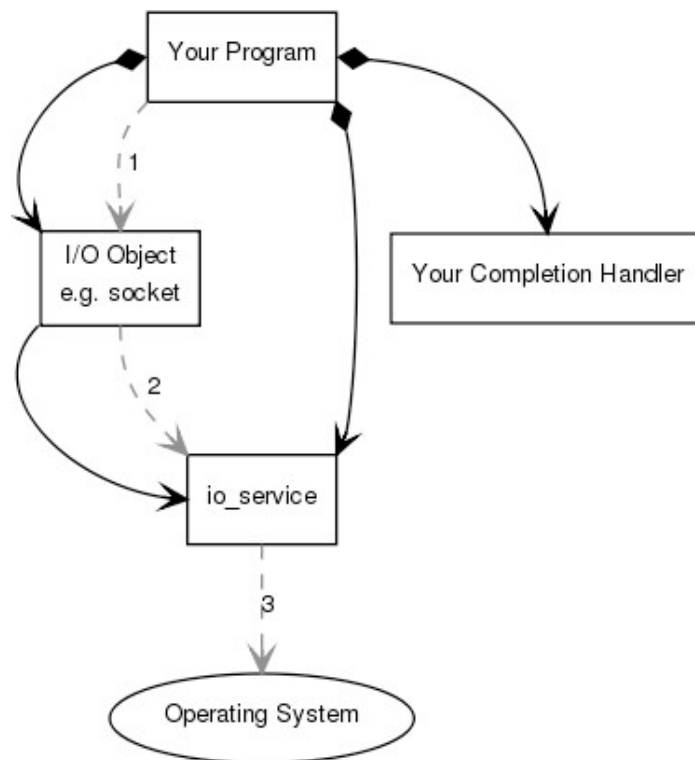 Your Program
1
I/O Object
e.g. socket
Your Completion Handler
2
io_service
3
Operating System